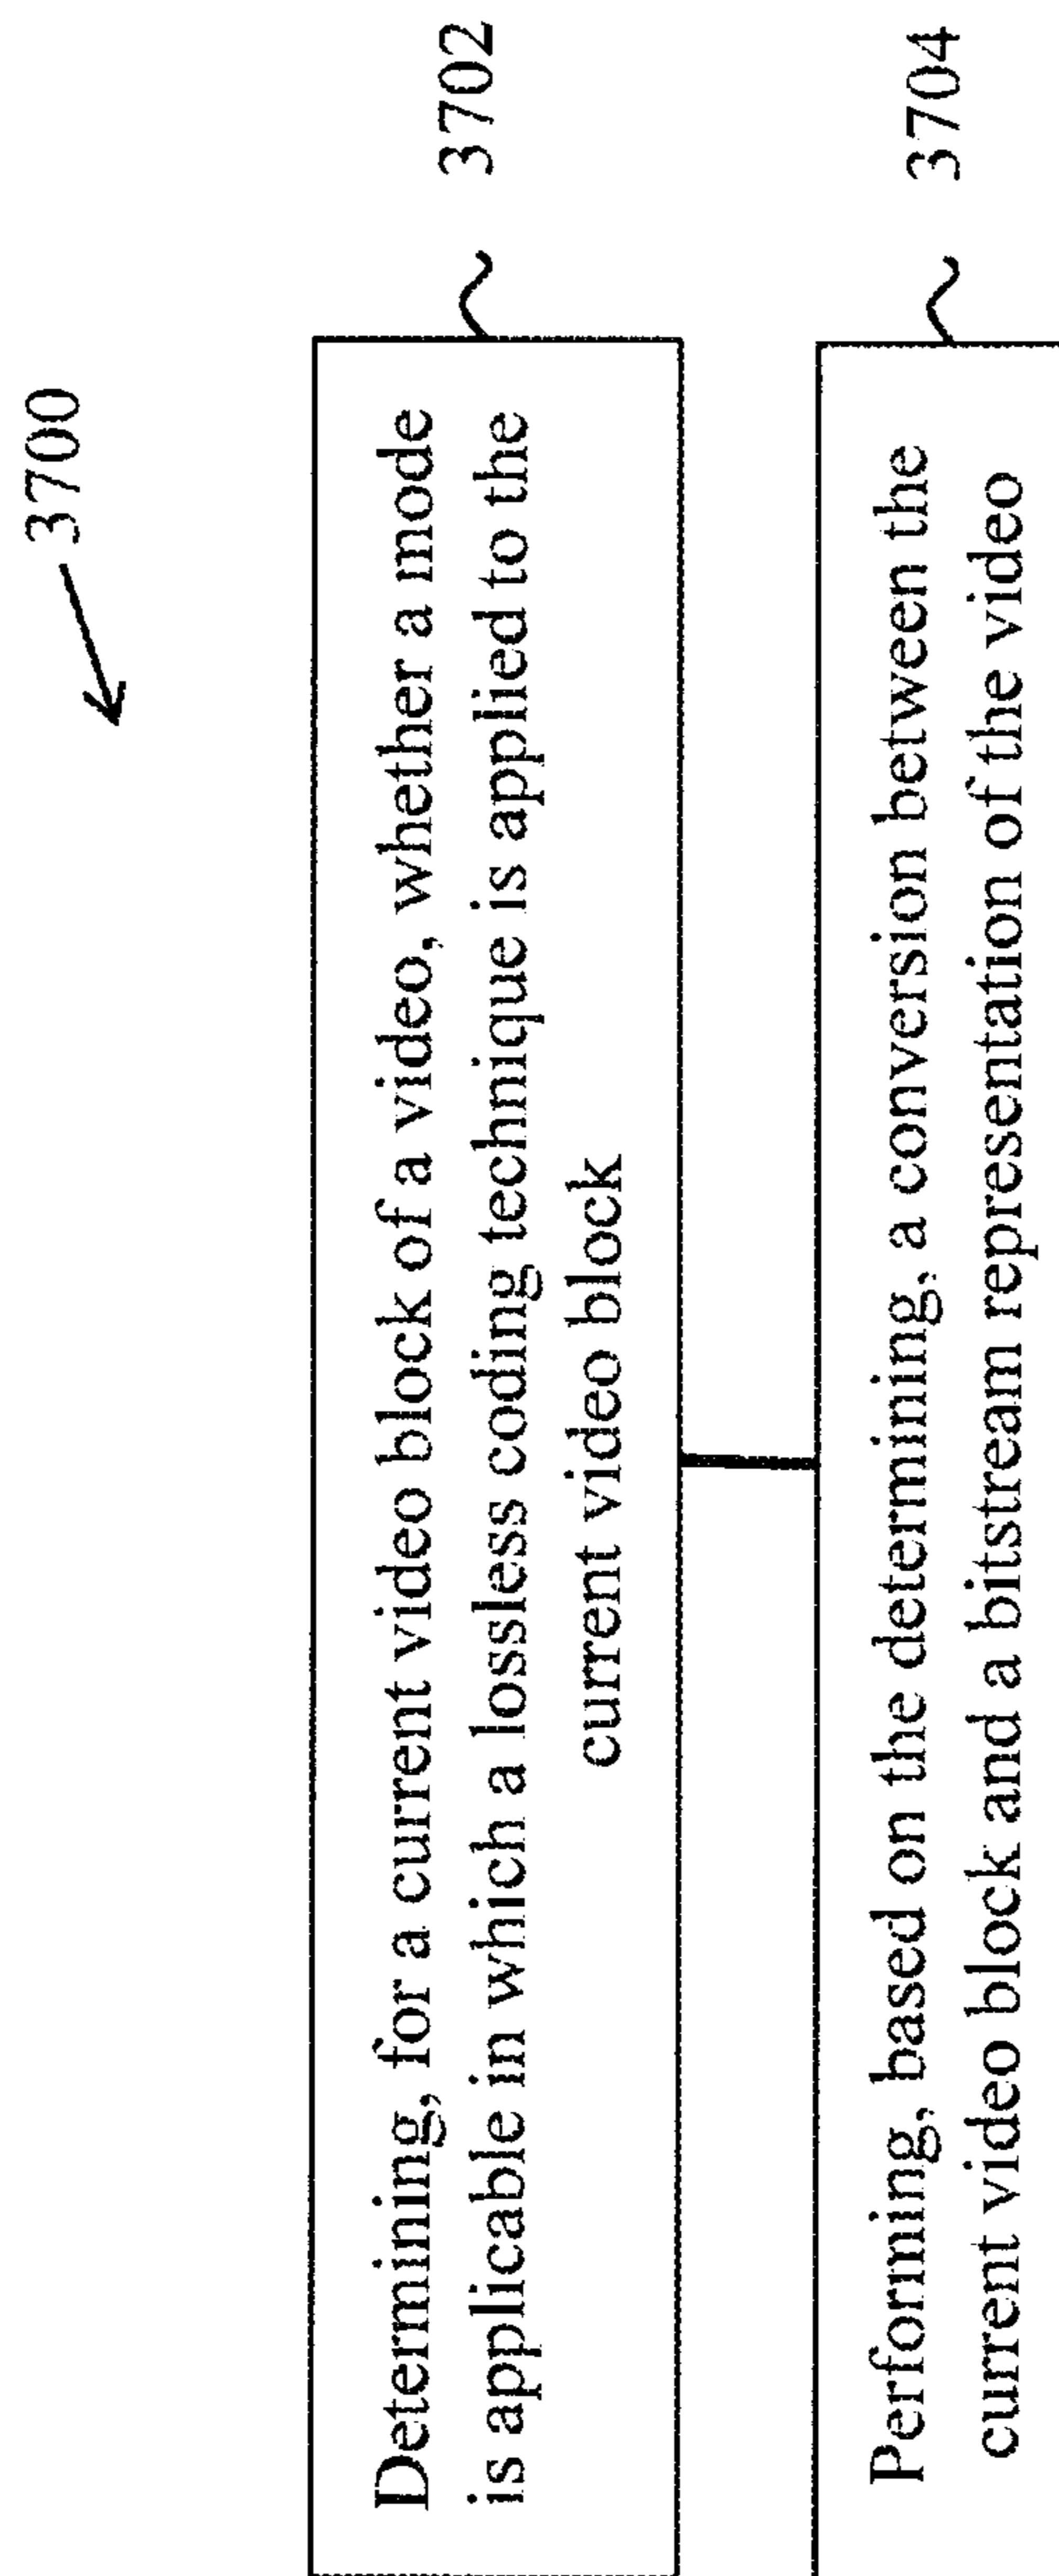 3700
Determining, for a current video block of a video, whether a mode
is applicable in which a lossless coding technique is applied to the
current video block
3702
Performing, based on the determining, a conversion between the
current video block and a bitstream representation of the video
3704